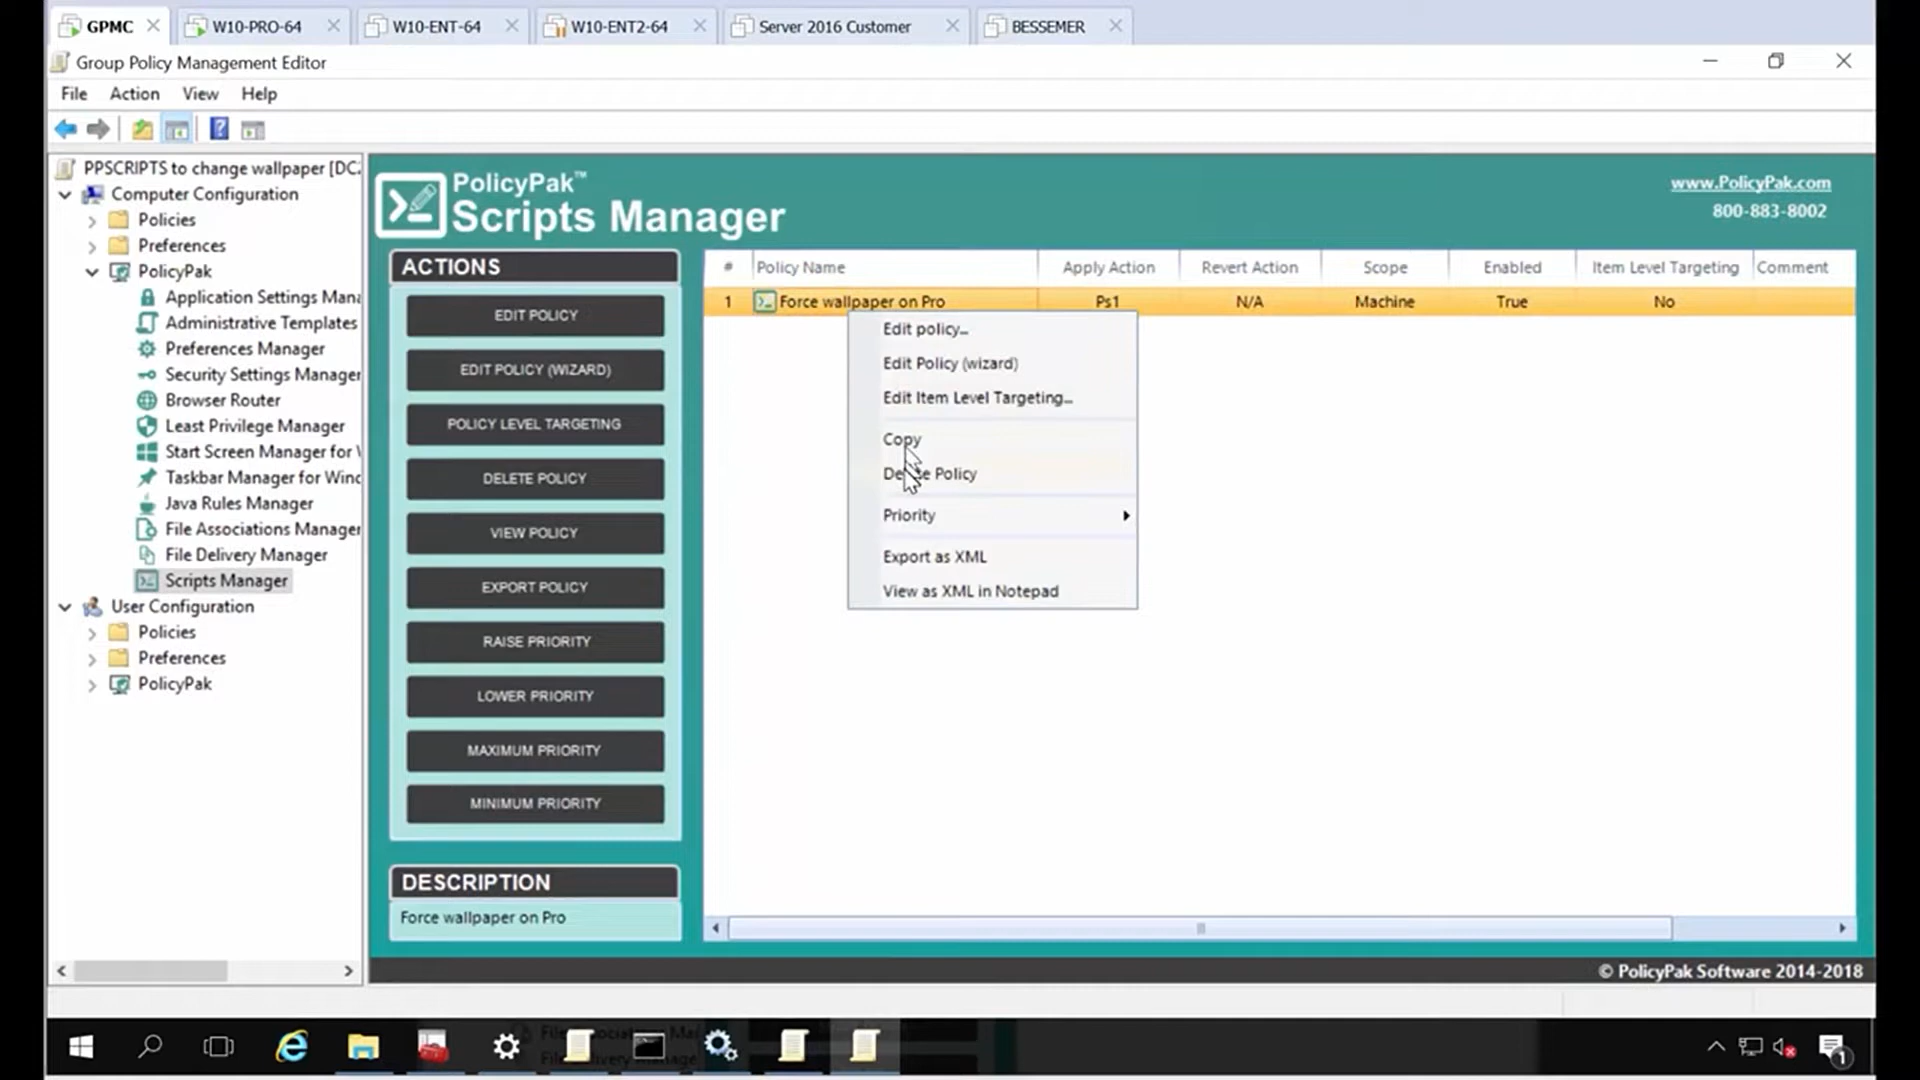 GPMC
W10-PRO-64
W10-ENT-64
W10-ENT2-64
Server 2016 Customer
BESSEMER
Group Policy Management Editor
File Action View Help
PPSCRIPTS to change wallpaper [DC2
Computer Configuration
Policies
Preferences
PolicyPak
Application Settings Mana
Administrative Templates
Preferences Manager
Security Settings Manager
Browser Router
Least Privilege Manager
Start Screen Manager for
Taskbar Manager for Wind
Java Rules Manager
File Associations Manager
File Delivery Manager
Scripts Manager
User Configuration
Policies
Preferences
PolicyPak
PolicyPak™
Scripts Manager
www.PolicyPak.com
800-883-8002
ACTIONS
EDIT POLICY
EDIT POLICY (WIZARD)
POLICY LEVEL TARGETING
DELETE POLICY
VIEW POLICY
EXPORT POLICY
RAISE PRIORITY
LOWER PRIORITY
MAXIMUM PRIORITY
MINIMUM PRIORITY
DESCRIPTION
Force wallpaper on Pro
# Policy Name Apply Action Revert Action Scope Enabled Item Level Targeting Comment
1 Force wallpaper on Pro Ps1 N/A Machine True No
Edit policy...
Edit Policy (wizard)
Edit Item Level Targeting...
Copy
Delete Policy
Priority
Export as XML
View as XML in Notepad
© PolicyPak Software 2014-2018
1